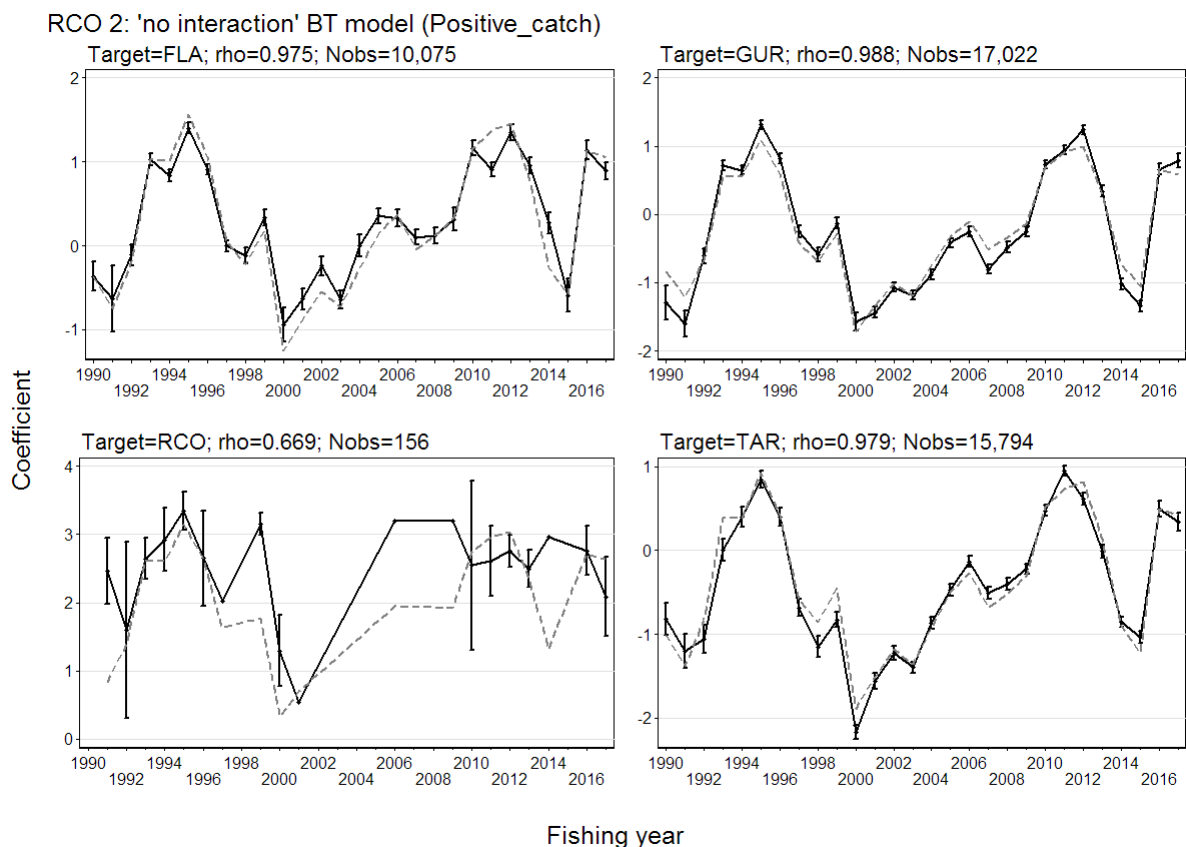 RCO 2: 'no interaction' BT model (Positive_catch)
Target=FLA; rho=0.975; Nobs=10,075
2
1
0
-1
1990 1994 1998 2002 2006 2010 2014
1992 1996 2000 2004 2008 2012 2016
Target=GUR; rho=0.988; Nobs=17,022
2
1
0
-1
-2
1990 1994 1998 2002 2006 2010 2014
1992 1996 2000 2004 2008 2012 2016
Coefficient
Target=RCO; rho=0.669; Nobs=156
4
3
2
1
0
1990 1994 1998 2002 2006 2010 2014
1992 1996 2000 2004 2008 2012 2016
Target=TAR; rho=0.979; Nobs=15,794
1
0
-1
-2
1990 1994 1998 2002 2006 2010 2014
1992 1996 2000 2004 2008 2012 2016
Fishing year